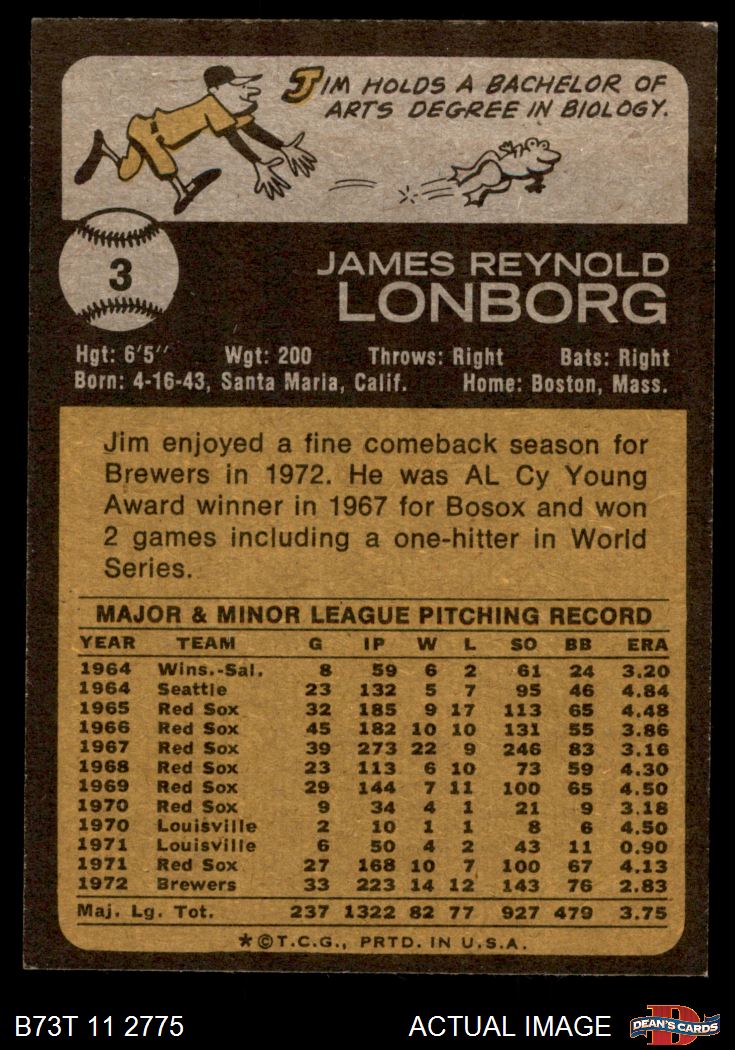 JIM HOLDS A BACHELOR OF
ARTS DEGREE IN BIOLOGY.
3
JAMES REYNOLD
LONBORG
Hgt: 6'5" Wgt: 200 Throws: Right Bats: Right
Born: 4-16-43, Santa Maria, Calif. Home: Boston, Mass.
Jim enjoyed a fine comeback season for
Brewers in 1972. He was AL Cy Young
Award winner in 1967 for Bosox and won
2 games including a one-hitter in World
Series.
MAJOR & MINOR LEAGUE PITCHING RECORD
YEAR TEAM G IP W L SO BB ERA
1964 Wins.-Sal. 8 59 6 2 61 24 3.20
1964 Seattle 23 132 5 7 95 46 4.84
1965 Red Sox 32 185 9 17 113 65 4.48
1966 Red Sox 45 182 10 10 131 55 3.86
1967 Red Sox 39 273 22 9 246 83 3.16
1968 Red Sox 23 113 6 10 73 59 4.30
1969 Red Sox 29 144 7 11 100 65 4.50
1970 Red Sox 9 34 4 1 21 9 3.18
1970 Louisville 2 10 1 1 8 6 4.50
1971 Louisville 6 50 4 2 43 11 0.90
1971 Red Sox 27 168 10 7 100 67 4.13
1972 Brewers 33 223 14 12 143 76 2.83
Maj. Lg. Tot. 237 1322 82 77 927 479 3.75
*©T.C.G., PRTD. IN U.S.A.
B73T 11 2775 ACTUAL IMAGE DEAN'S CARDS